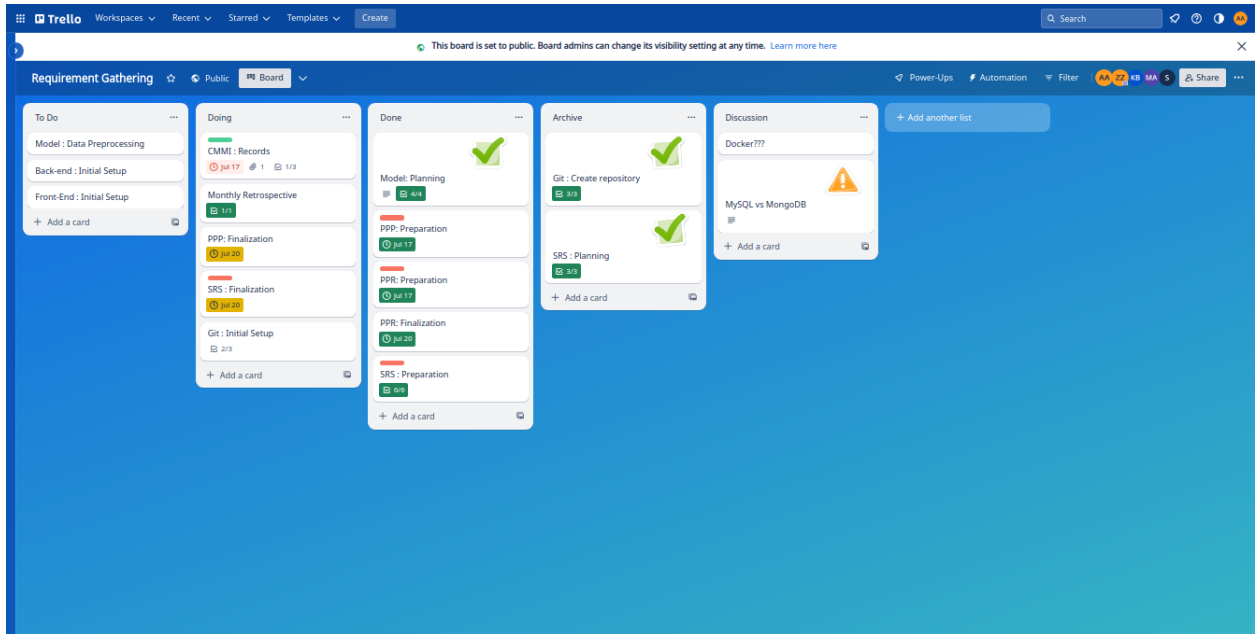 Trello Workspaces Recent Starred Templates Create Search AA
This board is set to public. Board admins can change its visibility setting at any time. Learn more here
Requirement Gathering Public Board Power-Ups Automation Filter AA ZZ KB MA S Share
To Do
Model : Data Preprocessing
Back-end : Initial Setup
Front-End : Initial Setup
+ Add a card
Doing
CMMI : Records
Jul 17 1 1/3
Monthly Retrospective
1/1
PPP: Finalization
Jul 20
SRS : Finalization
Jul 20
Git : Initial Setup
2/3
+ Add a card
Done
Model: Planning
4/4
PPP: Preparation
Jul 17
PPR: Preparation
Jul 17
PPR: Finalization
Jul 20
SRS : Preparation
6/6
+ Add a card
Archive
Git : Create repository
3/3
SRS : Planning
3/3
+ Add a card
Discussion
Docker???
MySQL vs MongoDB
+ Add a card
+ Add another list